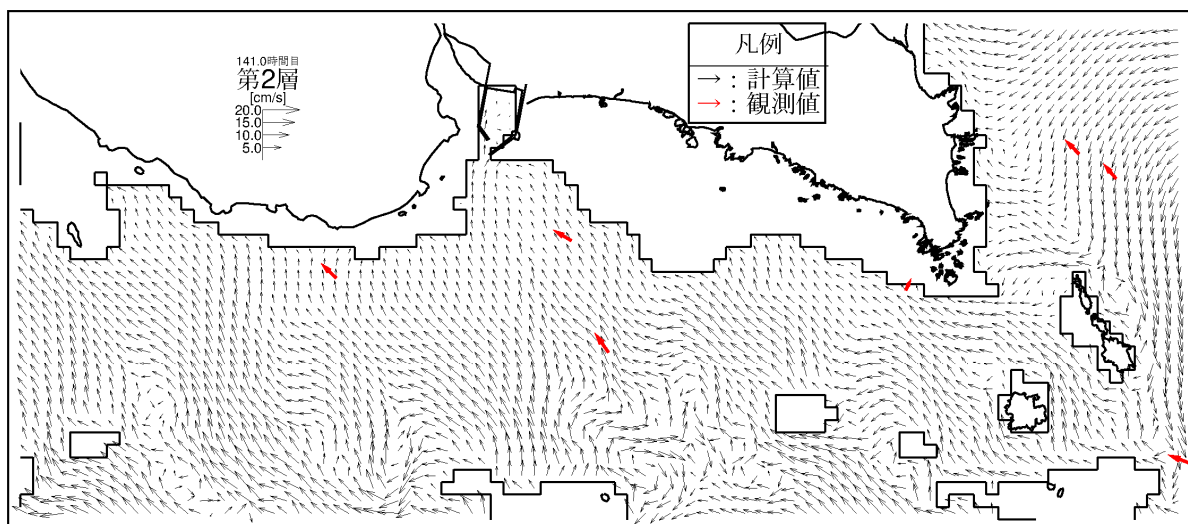 141.0時間目
第2層
[cm/s]
20.0
15.0
10.0
5.0
凡例
→ : 計算値
→ : 観測値